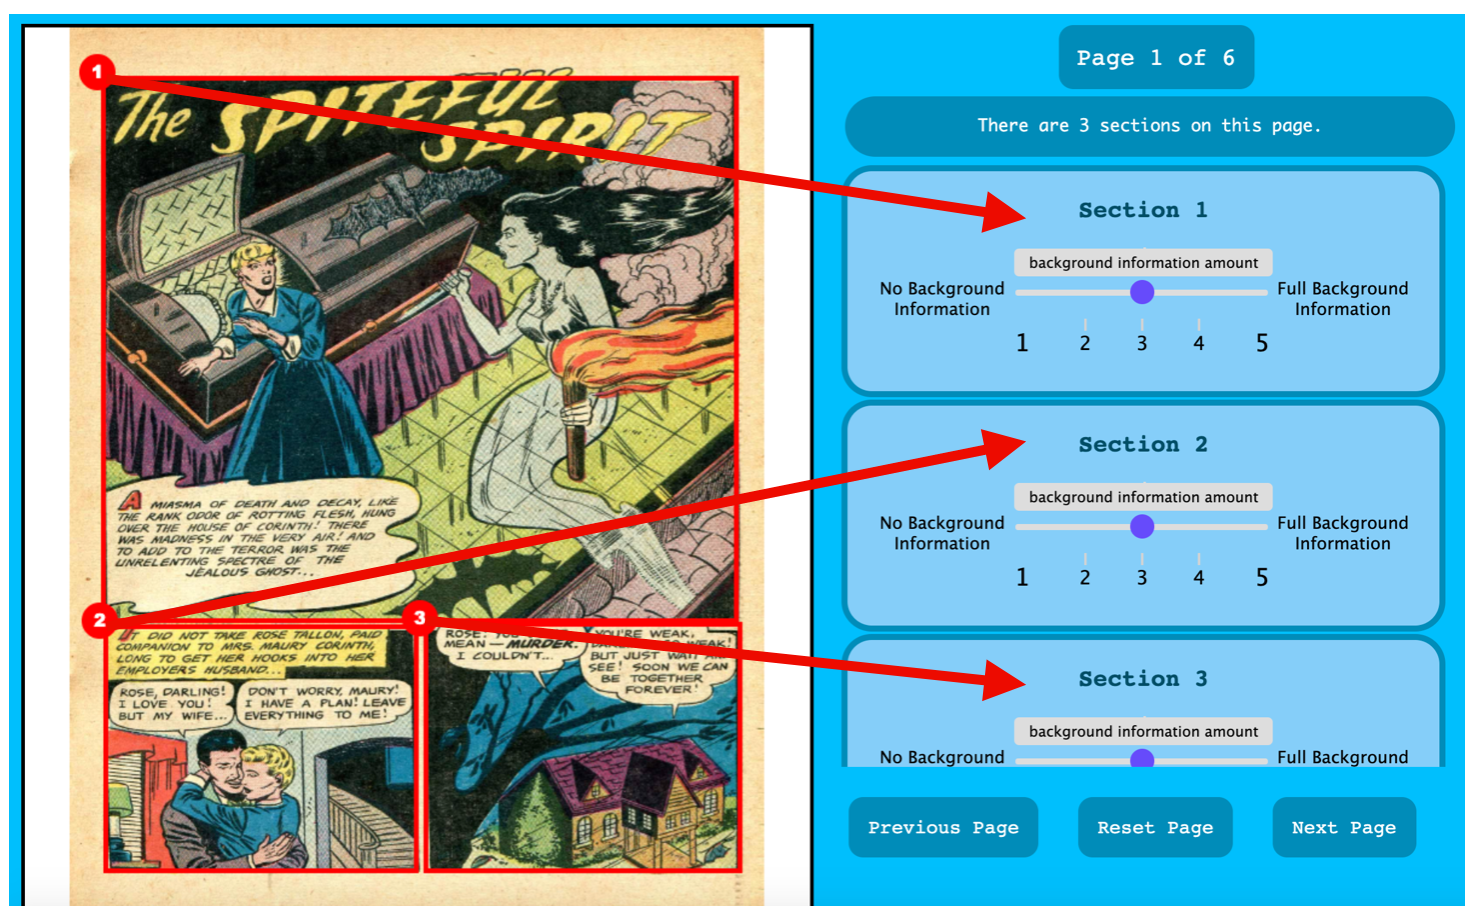 1
The SPITEFUL
SPIRIT
A MIASMA OF DEATH AND DECAY, LIKE
THE RANK ODOR OF ROTTING FLESH, HUNG
OVER THE HOUSE OF CORINTH! THERE
WAS MADNESS IN THE VERY AIR! AND
TO ADD TO THE TERROR WAS THE
UNRELENTING SPECTRE OF THE
JEALOUS GHOST...
2
IT DID NOT TAKE ROSE TALLON, PAID
COMPANION TO MRS. MAURY CORINTH,
LONG TO GET HER HOOKS INTO HER
EMPLOYERS HUSBAND...
ROSE, DARLING!
I LOVE YOU!
BUT MY WIFE...
DON'T WORRY, MAURY!
I HAVE A PLAN! LEAVE
EVERYTHING TO ME!
3
ROSE! YOU
MEAN—MURDER.
I COULDN'T...
YOU'RE WEAK,
WEAK!
BUT JUST WAIT
SEE! SOON WE CAN
BE TOGETHER
FOREVER!
Page 1 of 6
There are 3 sections on this page.
Section 1
background information amount
No Background
Information
Full Background
Information
1 2 3 4 5
Section 2
background information amount
No Background
Information
Full Background
Information
1 2 3 4 5
Section 3
background information amount
No Background
Full Background
Previous Page
Reset Page
Next Page